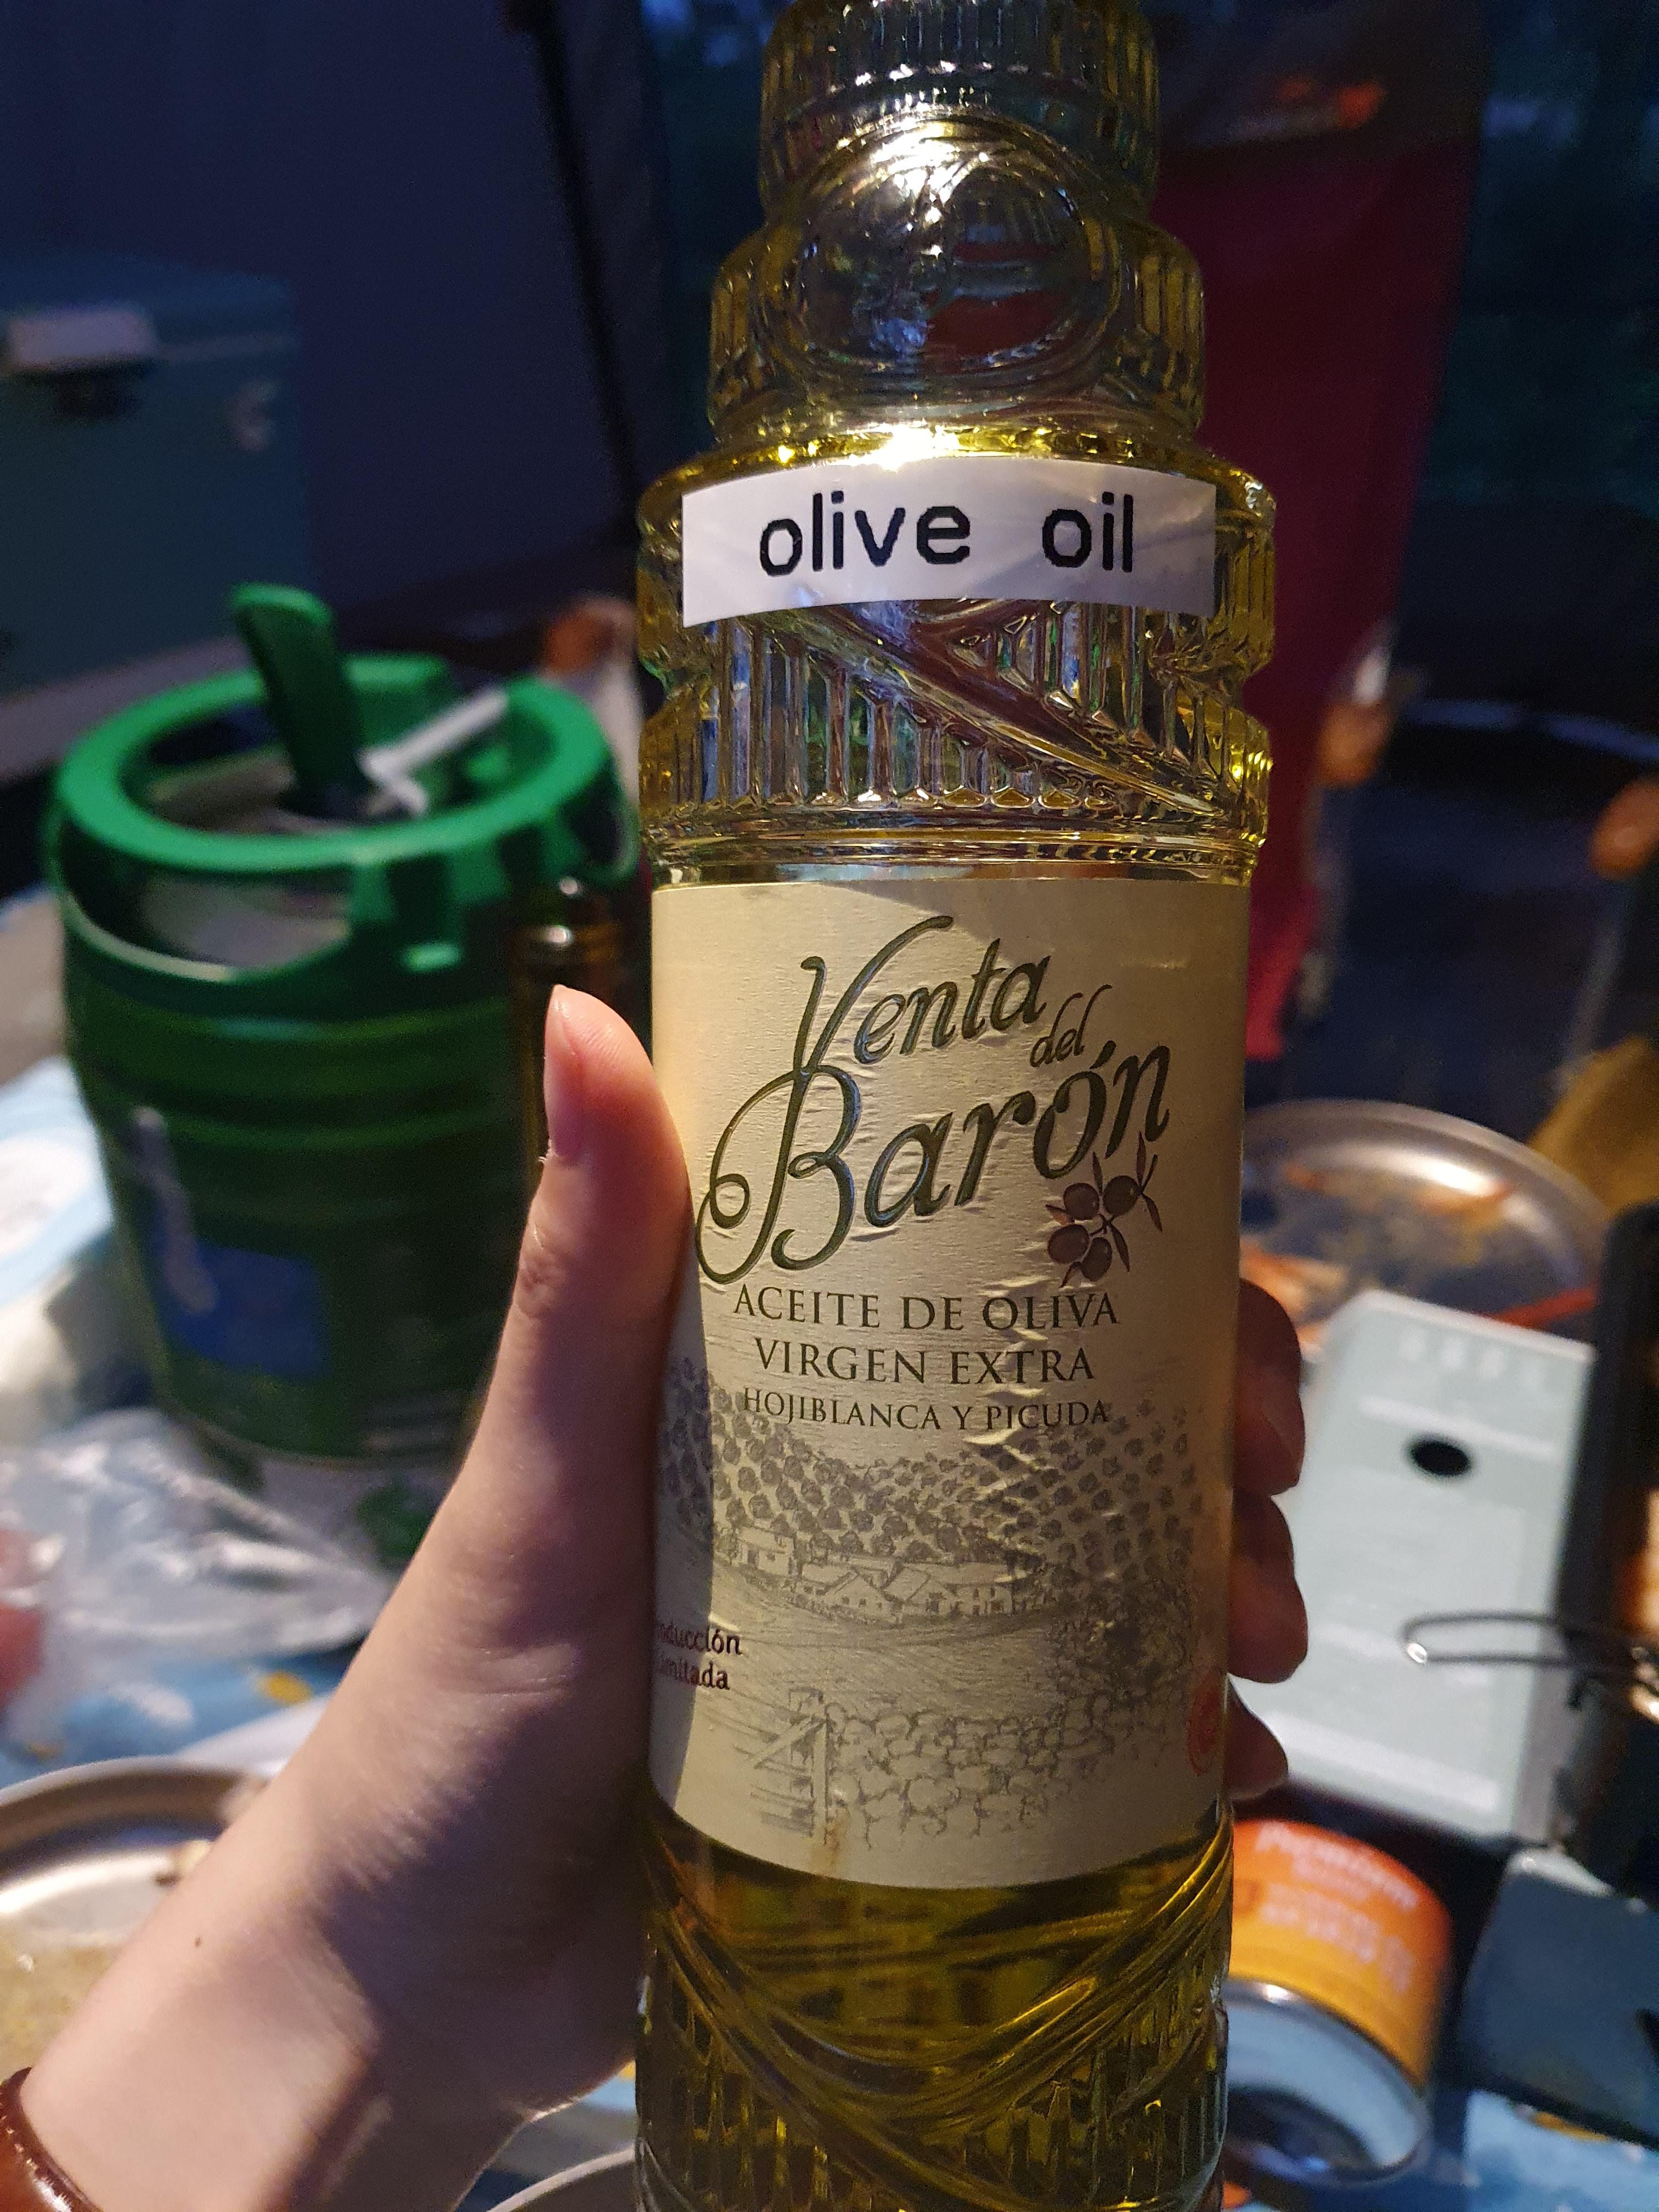 olive oil
Venta
del
Barón
ACEITE DE OLIVA
VIRGEN EXTRA
HOJIBLANCA Y PICUDA